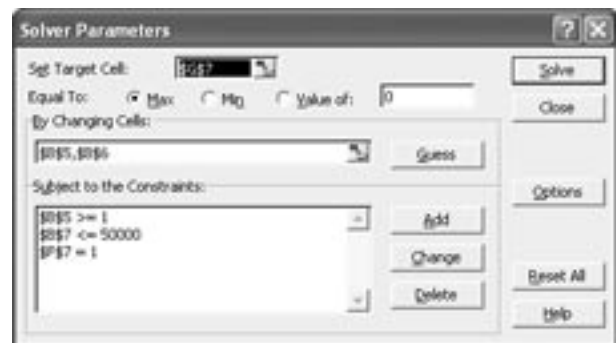 Solver Parameters
Set Target Cell: $G$7 Solve
Equal To: Max Min Value of: 0 Close
By Changing Cells:
$B$5,$B$6 Guess
Subject to the Constraints: Options
$B$5 >= 1 Add
$B$7 <= 50000 Change
$F$7 = 1
Delete Reset All
Help